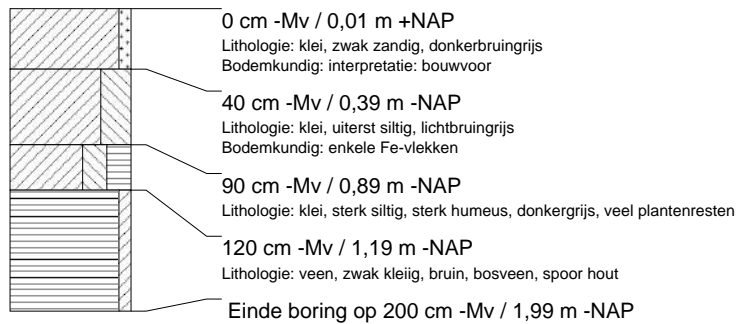 0 cm -Mv / 0,01 m +NAP
Lithologie: klei, zwak zandig, donkerbruingrijs
Bodemkundig: interpretatie: bouwvoor
40 cm -Mv / 0,39 m -NAP
Lithologie: klei, uiterst siltig, lichtbruingrijs
Bodemkundig: enkele Fe-vlekken
90 cm -Mv / 0,89 m -NAP
Lithologie: klei, sterk siltig, sterk humeus, donkergrijs, veel plantenresten
120 cm -Mv / 1,19 m -NAP
Lithologie: veen, zwak kleiig, bruin, bosveen, spoor hout
Einde boring op 200 cm -Mv / 1,99 m -NAP